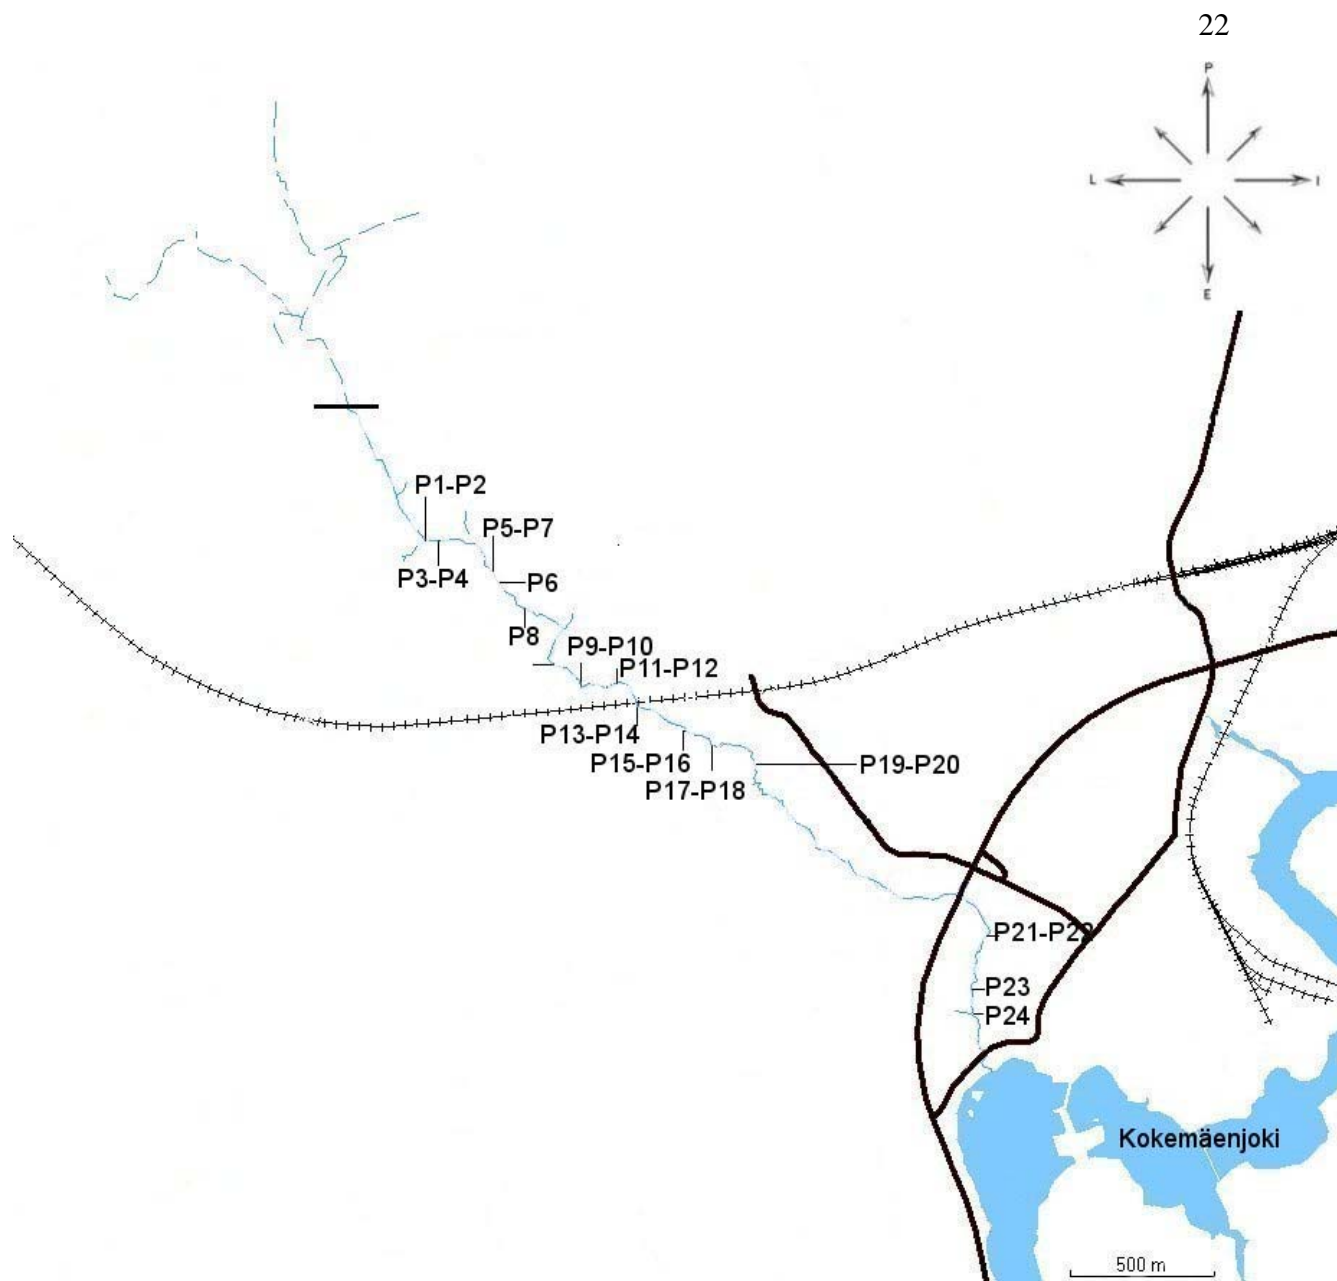 22
P
L
I
E
P1-P2
P5-P7
P3-P4
P6
P8
P9-P10
P11-P12
P13-P14
P15-P16
P19-P20
P17-P18
P21-P22
P23
P24
Kokemäenjoki
500 m